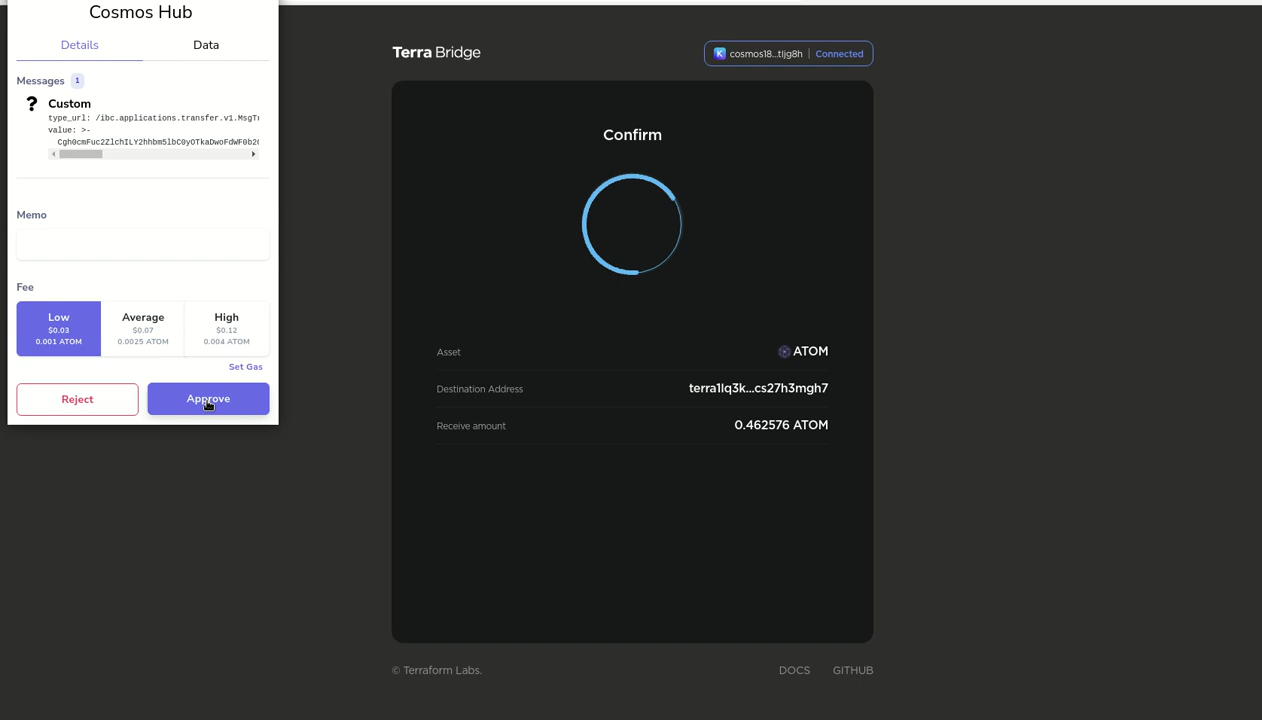 Cosmos Hub
Details
Data
Messages 1
? Custom
type_url: /ibc.applications.transfer.v1.MsgTr
value: >-
Memo
Fee
Low
$0.03
0.001 ATOM
Average
$0.07
0.0025 ATOM
High
$0.12
0.004 ATOM
Set Gas
Reject
Approve
Terra Bridge
cosmos18...tljg8h | Connected
Confirm
Asset
ATOM
Destination Address
terra1lq3k...cs27h3mgh7
Receive amount
0.462576 ATOM
© Terraform Labs.
DOCS
GITHUB